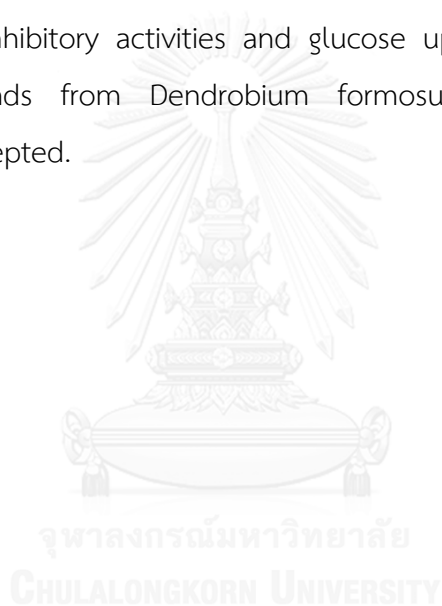 nhibitory activities and glucose up
nds from Dendrobium formosu
epted.
จุฬาลงกรณ์มหาวิทยาลัย
CHULALONGKORN UNIVERSITY